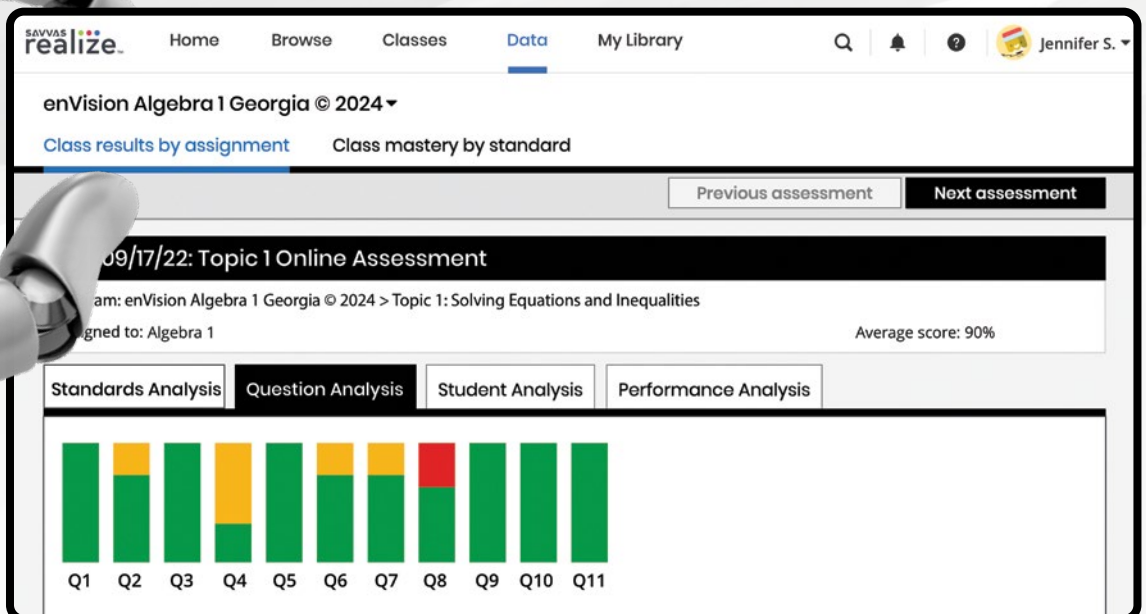 SAVVAS
realize.
Home Browse Classes Data My Library Jennifer S.
enVision Algebra 1 Georgia © 2024
Class results by assignment Class mastery by standard
Previous assessment Next assessment
09/17/22: Topic 1 Online Assessment
enVision Algebra 1 Georgia © 2024 > Topic 1: Solving Equations and Inequalities
to: Algebra 1 Average score: 90%
Standards Analysis Question Analysis Student Analysis Performance Analysis
Q1 Q2 Q3 Q4 Q5 Q6 Q7 Q8 Q9 Q10 Q11